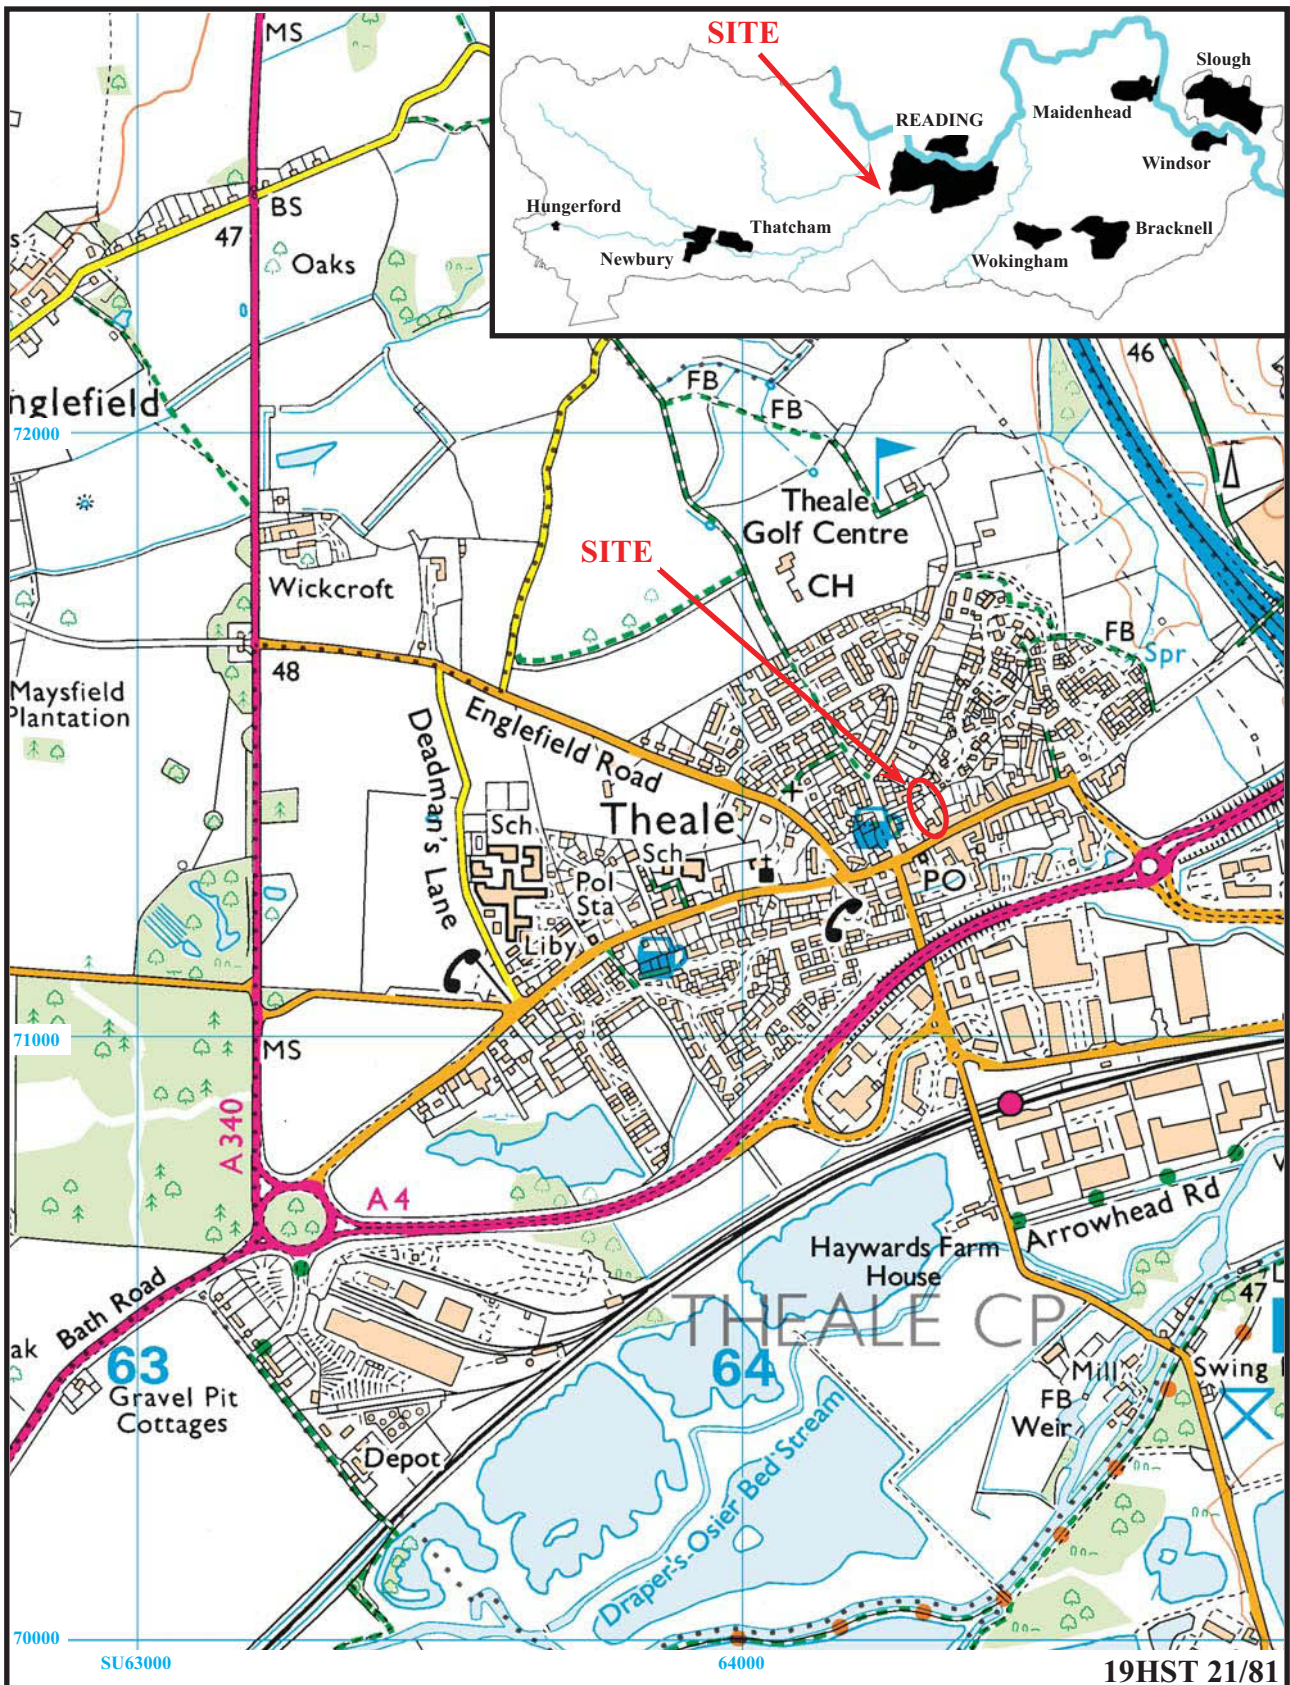 MS
SITE
Slough
READING
Maidenhead
Windsor
Hungerford
Thatcham
Bracknell
Newbury
Wokingham
BS
47
Oaks
46
nglefield
FB
FB
72000
Theale
Golf Centre
SITE
CH
Wickcroft
FB
Spr
48
Maysfield
Plantation
Englefield Road
Deadman's Lane
Theale
Sch
Sch
Pol
Sta
PO
Liby
71000
MS
A340
A 4
Arrowhead Rd
Haywards Farm
House
47
THEALE CP
Bath Road
ak
63
64
Mill
Swing
Gravel Pit
Cottages
FB
Weir
Depot
Draper's Osier Bed Stream
70000
SU63000
64000
19HST 21/81